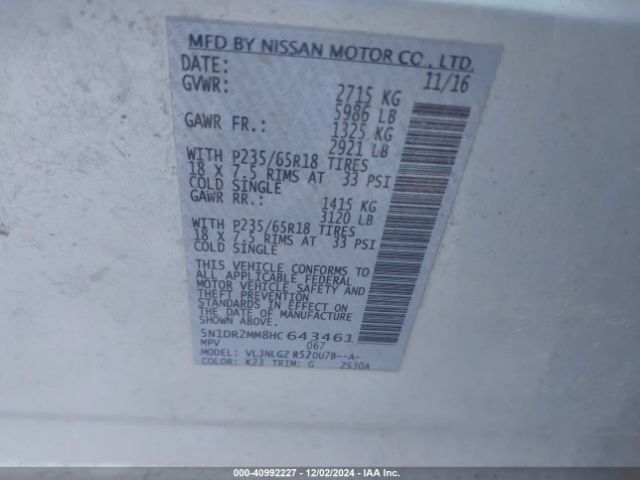 MFD BY NISSAN MOTOR CO., LTD.
DATE: 11/16
GVWR: 2715 KG
5986 LB
GAWR FR.: 1325 KG
2921 LB
WITH P235/65R18 TIRES
18 X 7.5 RIMS AT 33 PSI
COLD SINGLE
GAWR RR.: 1415 KG
3120 LB
WITH P235/65R18 TIRES
18 X 7.5 RIMS AT 33 PSI
COLD SINGLE
THIS VEHICLE CONFORMS TO
ALL APPLICABLE FEDERAL
MOTOR VEHICLE SAFETY AND
THEFT PREVENTION
STANDARDS IN EFFECT ON
THE DATE OF MANUFACTURE
SHOWN ABOVE.
5N1DR2MM8HC643461
MPV 067
MODEL: VLJNLGZ R52DU7B--A-
COLOR: K23 TRIM: G ZS30A
000-40992227 - 12/02/2024 - IAA Inc.